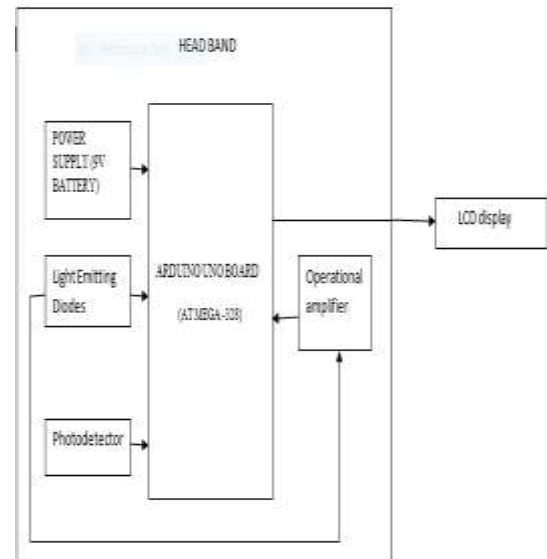 HEAD BAND
POWER
SUPPLY (9V
BATTERY)
Light Emitting
Diodes
ARDUINO UNO BOARD
(ATMEGA-328)
Operational
amplifier
LCD display
Photodetector